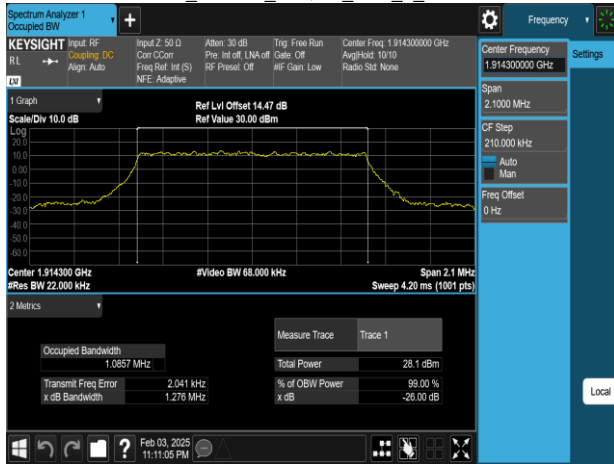 Spectrum Analyzer 1
Occupied BW
+
Frequency
KEYSIGHT
RL
LXI
Input: RF
Coupling: DC
Align: Auto
Input Z: 50 Ω
Corr CCorr
Freq Ref: Int (S)
NFE: Adaptive
Atten: 30 dB
Pre: Int off, LNA off
RF Preset: Off
Trig: Free Run
Gate: Off
#IF Gain: Low
Center Freq: 1.914300000 GHz
Avg|Hold: 10/10
Radio Std: None
Center Frequency
1.914300000 GHz
Settings
Span
2.1000 MHz
CF Step
210.000 kHz
Auto
Man
Freq Offset
0 Hz
1 Graph
Scale/Div 10.0 dB
Ref Lvl Offset 14.47 dB
Ref Value 30.00 dBm
Log
20.0
10.0
0.00
-10.0
-20.0
-30.0
-40.0
-50.0
-60.0
Center 1.914300 GHz
#Res BW 22.000 kHz
#Video BW 68.000 kHz
Span 2.1 MHz
Sweep 4.20 ms (1001 pts)
2 Metrics
Measure Trace Trace 1
Occupied Bandwidth
1.0857 MHz
Total Power 28.1 dBm
Transmit Freq Error 2.041 kHz
% of OBW Power 99.00 %
x dB Bandwidth 1.276 MHz
x dB -26.00 dB
Local
?
Feb 03, 2025
11:11:05 PM